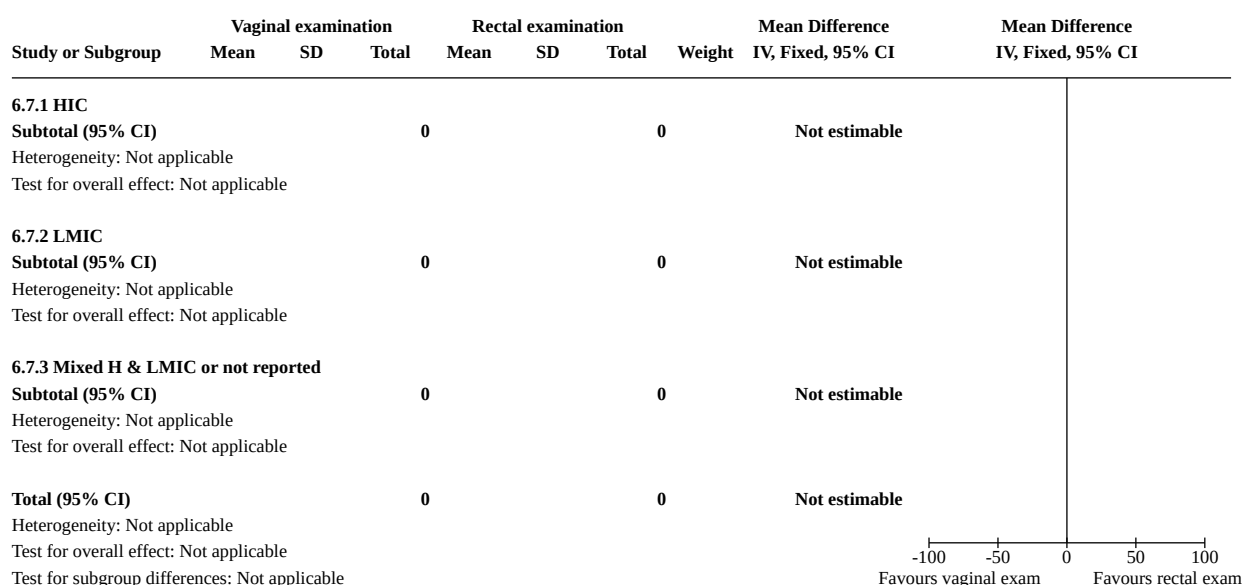 Vaginal examination Rectal examination Mean Difference Mean Difference
Study or Subgroup Mean SD Total Mean SD Total Weight IV, Fixed, 95% CI IV, Fixed, 95% CI
6.7.1 HIC
Subtotal (95% CI) 0 0 Not estimable
Heterogeneity: Not applicable
Test for overall effect: Not applicable
6.7.2 LMIC
Subtotal (95% CI) 0 0 Not estimable
Heterogeneity: Not applicable
Test for overall effect: Not applicable
6.7.3 Mixed H & LMIC or not reported
Subtotal (95% CI) 0 0 Not estimable
Heterogeneity: Not applicable
Test for overall effect: Not applicable
Total (95% CI) 0 0 Not estimable
Heterogeneity: Not applicable
Test for overall effect: Not applicable
-100 -50 0 50 100
Test for subgroup differences: Not applicable Favours vaginal exam Favours rectal exam